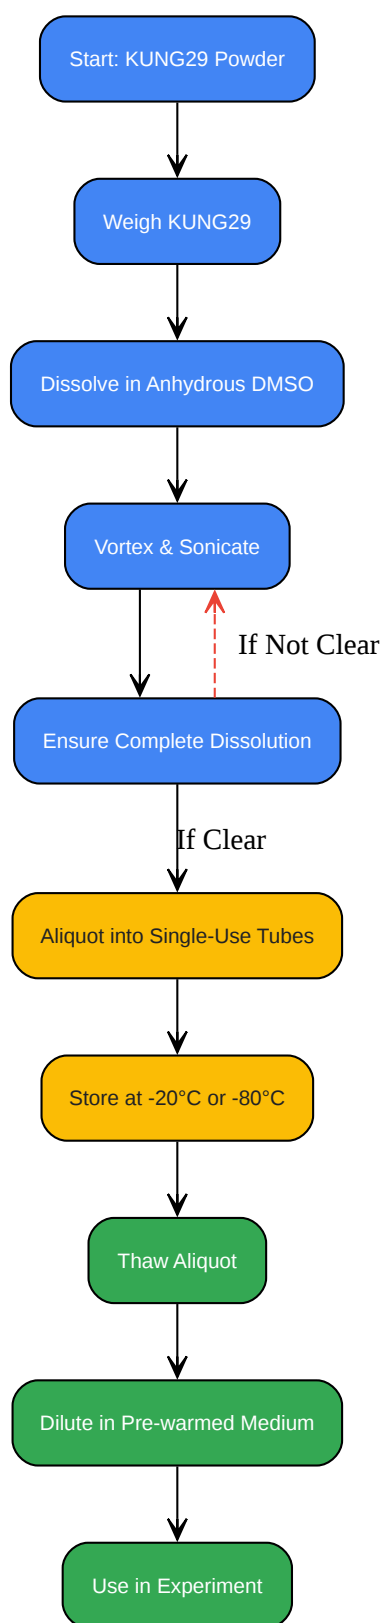 Start: KUNG29 Powder
Weigh KUNG29
Dissolve in Anhydrous DMSO
Vortex & Sonicate
If Not Clear
Ensure Complete Dissolution
If Clear
Aliquot into Single-Use Tubes
Store at -20°C or -80°C
Thaw Aliquot
Dilute in Pre-warmed Medium
Use in Experiment